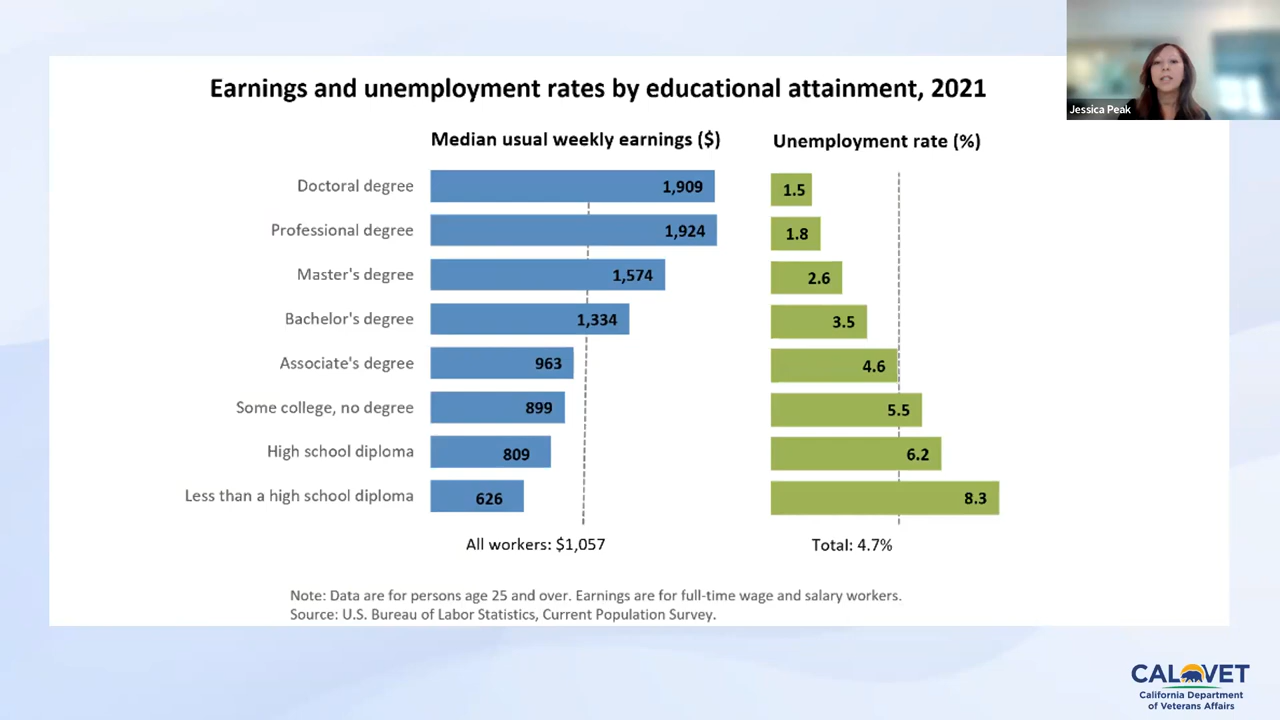 Jessica Peak
Earnings and unemployment rates by educational attainment, 2021
Median usual weekly earnings ($)
Unemployment rate (%)
Doctoral degree 1,909 1.5
Professional degree 1,924 1.8
Master's degree 1,574 2.6
Bachelor's degree 1,334 3.5
Associate's degree 963 4.6
Some college, no degree 899 5.5
High school diploma 809 6.2
Less than a high school diploma 626 8.3
All workers: $1,057
Total: 4.7%
Note: Data are for persons age 25 and over. Earnings are for full-time wage and salary workers.
Source: U.S. Bureau of Labor Statistics, Current Population Survey.
CALVET
California Department
of Veterans Affairs